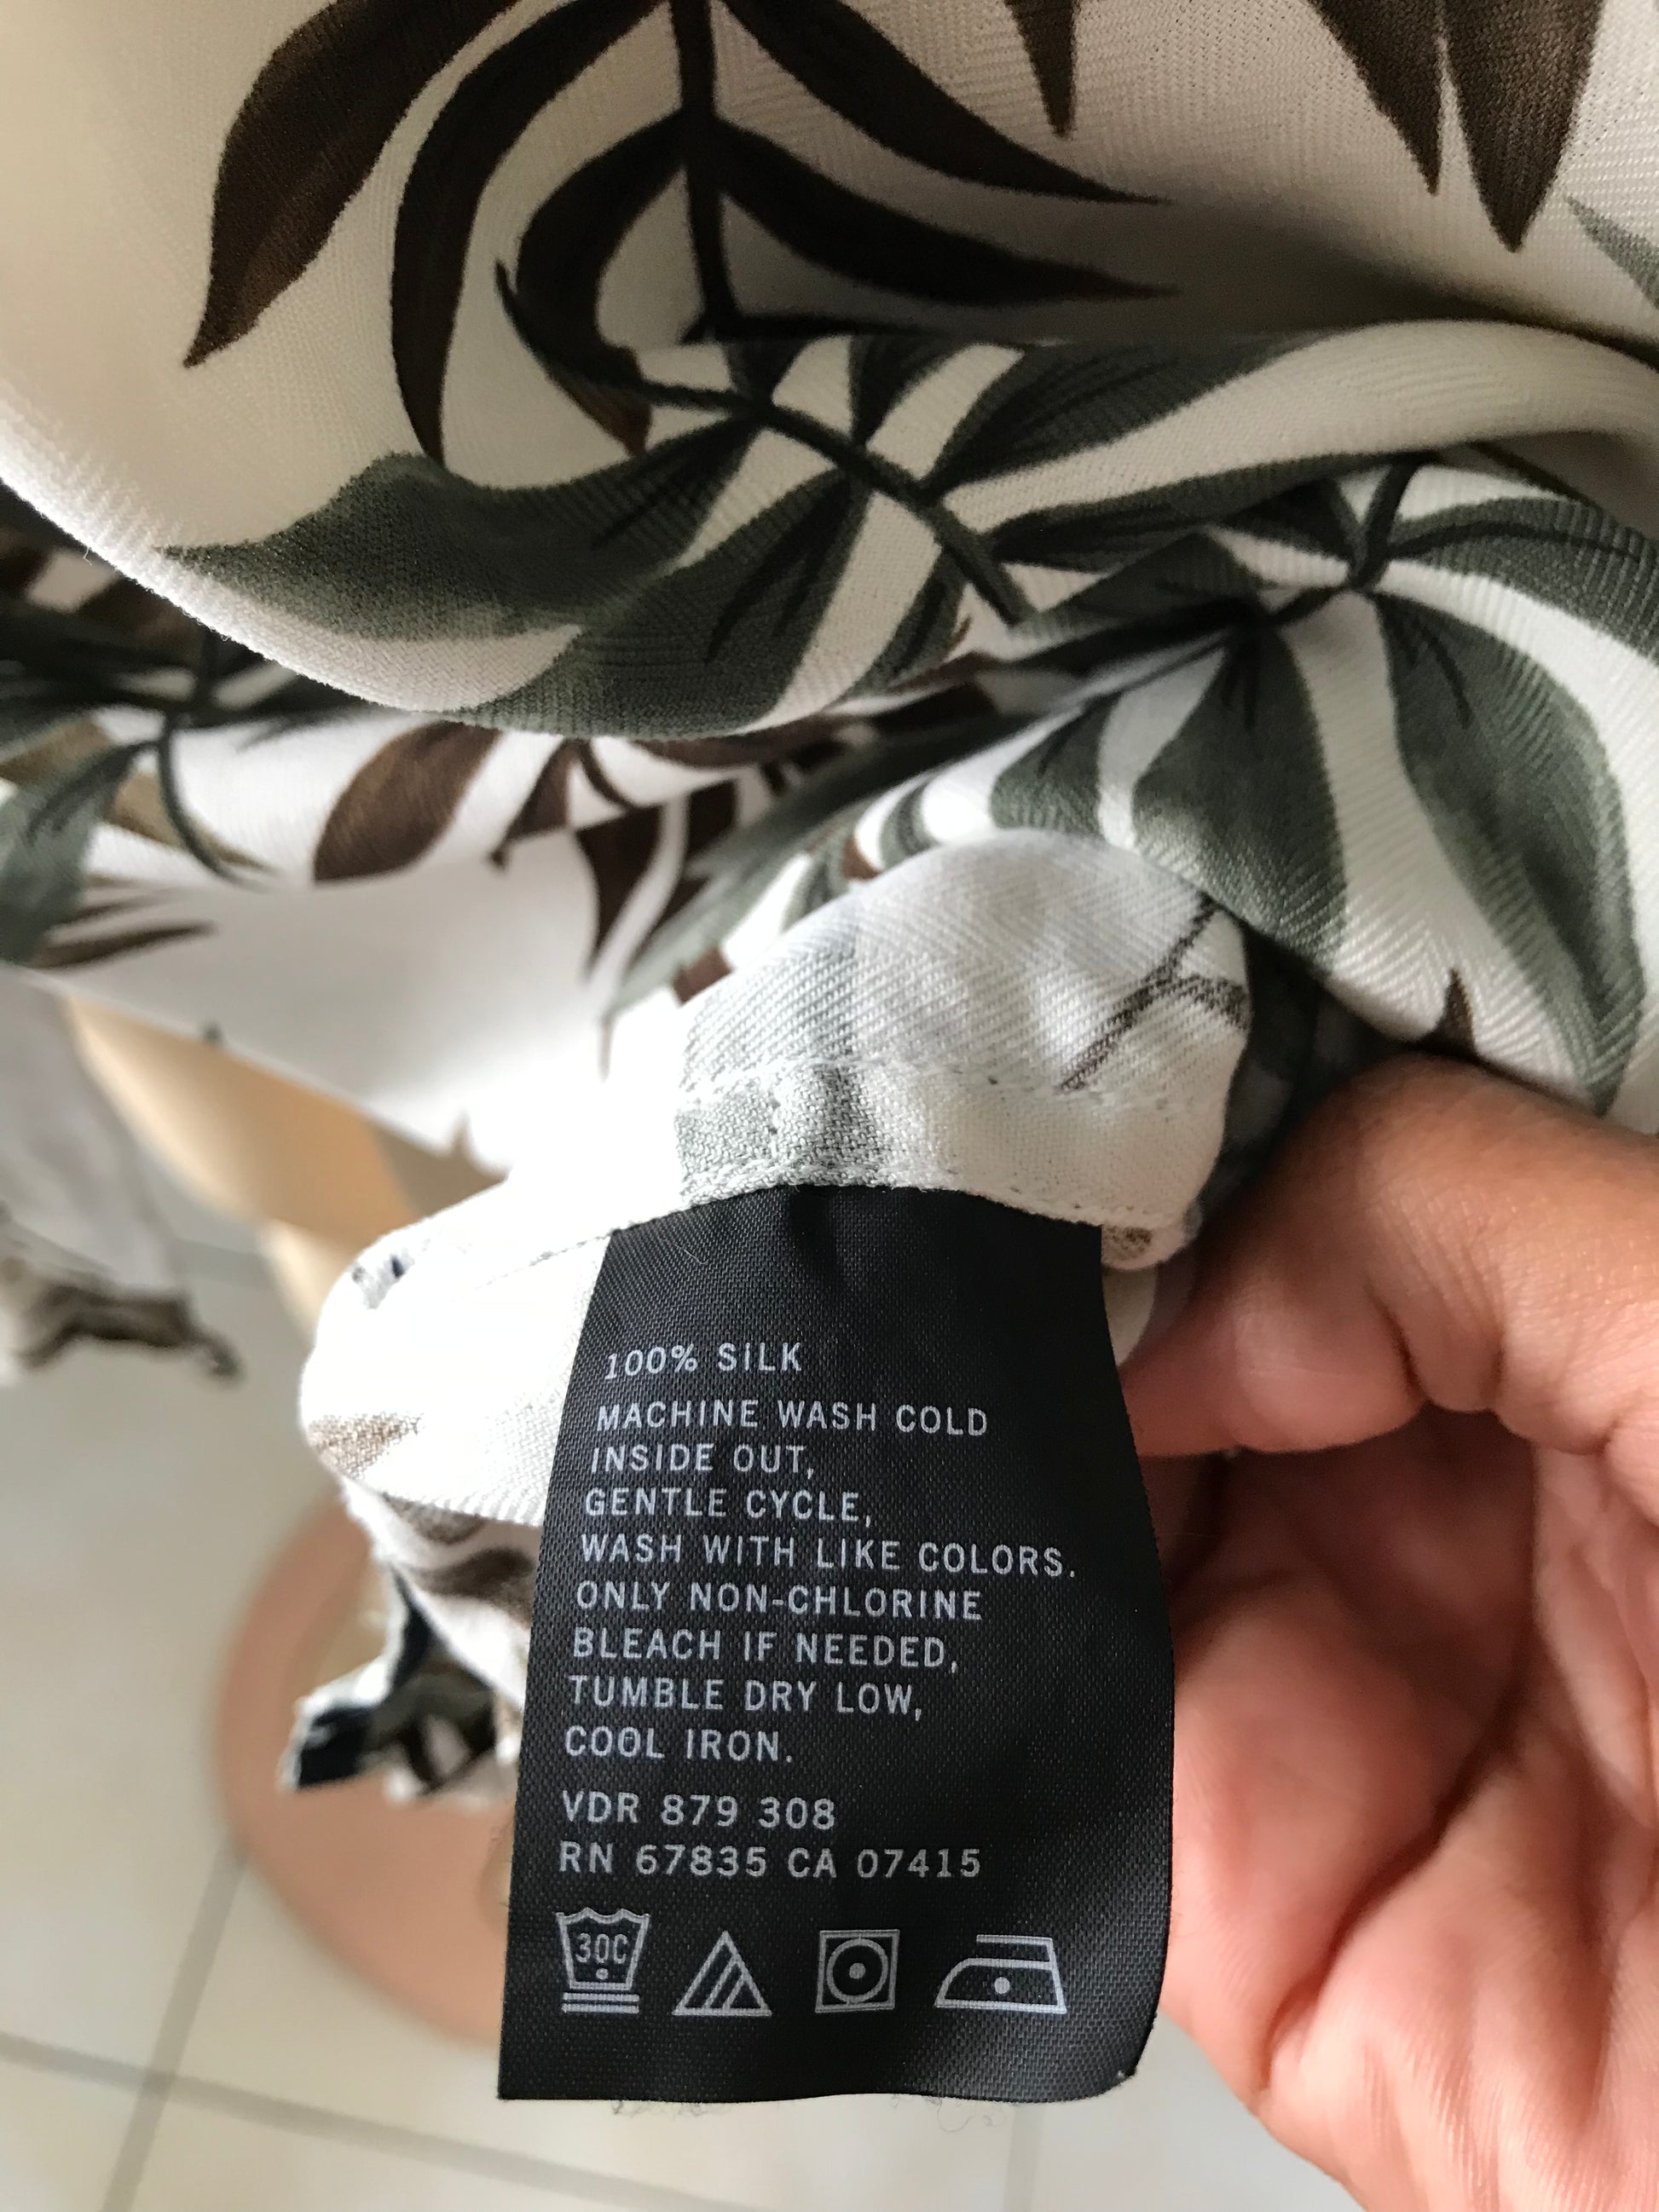 100% SILK
MACHINE WASH COLD
INSIDE OUT,
GENTLE CYCLE,
WASH WITH LIKE COLORS.
ONLY NON-CHLORINE
BLEACH IF NEEDED,
TUMBLE DRY LOW,
COOL IRON.
VDR 879 308
RN 67835 CA 07415
30C